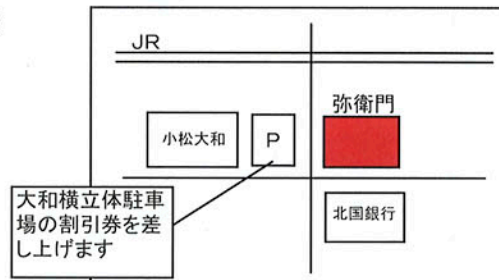 JR
弥衛門
小松大和
P
北国銀行
大和横立体駐車
場の割引券を差
し上げます